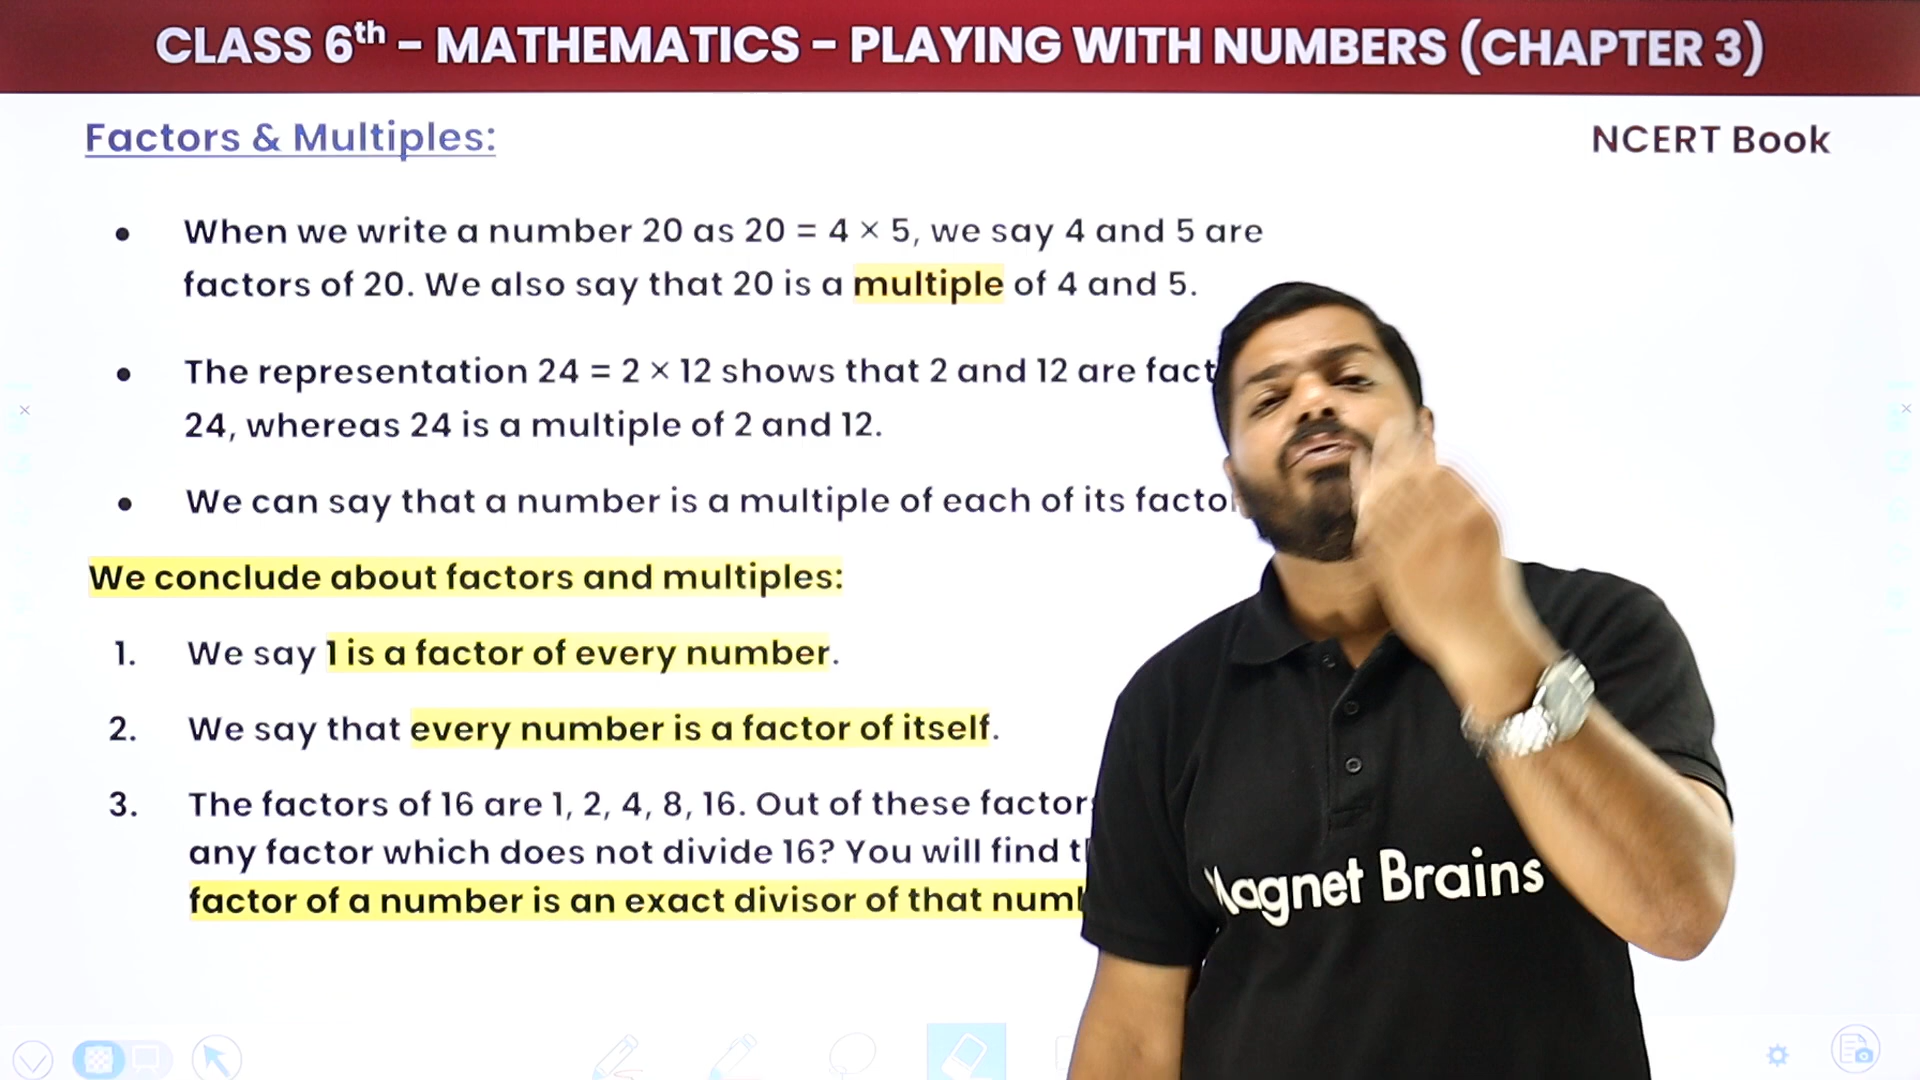 CLASS 6th - MATHEMATICS - PLAYING WITH NUMBERS (CHAPTER 3)
Factors & Multiples:
NCERT Book
• When we write a number 20 as 20 = 4 × 5, we say 4 and 5 are
factors of 20. We also say that 20 is a multiple of 4 and 5.
• The representation 24 = 2 × 12 shows that 2 and 12 are
24, whereas 24 is a multiple of 2 and 12.
• We can say that a number is a multiple of each of its
We conclude about factors and multiples:
1. We say 1 is a factor of every number.
2. We say that every number is a factor of itself.
3. The factors of 16 are 1, 2, 4, 8, 16. Out of these
any factor which does not divide 16? You will find
factor of a number is an exact divisor of that
Magnet Brains